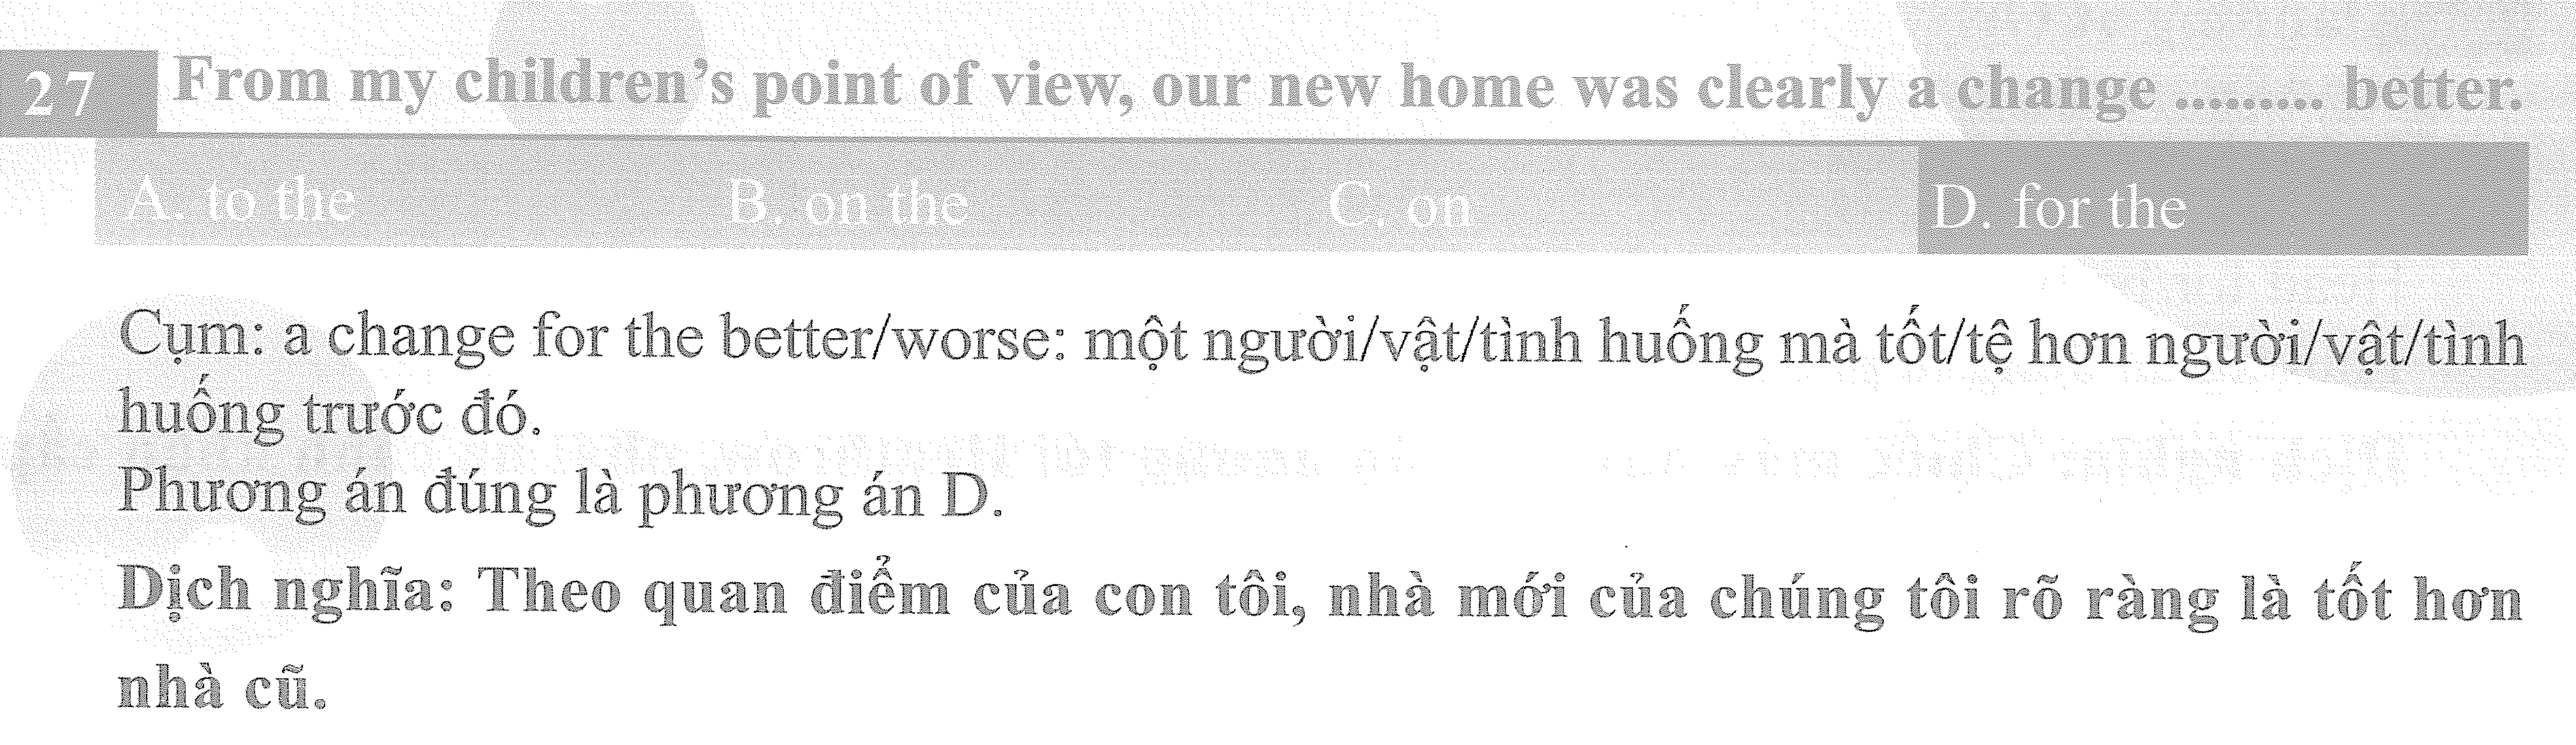 27 From my children's point of view, our new home was clearly a change ......... better.
A. to the B. on the C. on D. for the
Cụm: a change for the better/worse: một người/vật/tình huống mà tốt/tệ hơn người/vật/tình
huống trước đó.
Phương án đúng là phương án D.
Dịch nghĩa: Theo quan điểm của con tôi, nhà mới của chúng tôi rõ ràng là tốt hơn
nhà cũ.